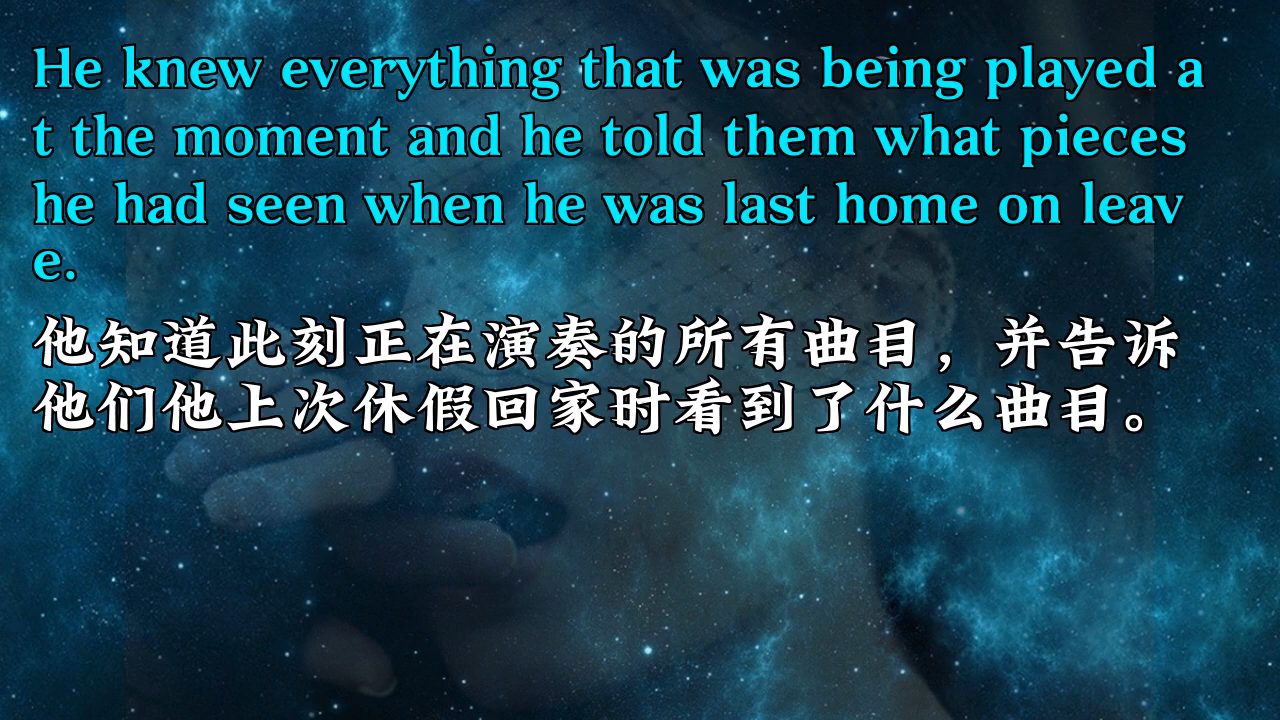 He knew everything that was being played a
t the moment and he told them what pieces
he had seen when he was last home on leav
e.
他知道此刻正在演奏的所有曲目，并告诉
他们他上次休假回家时看到了什么曲目。